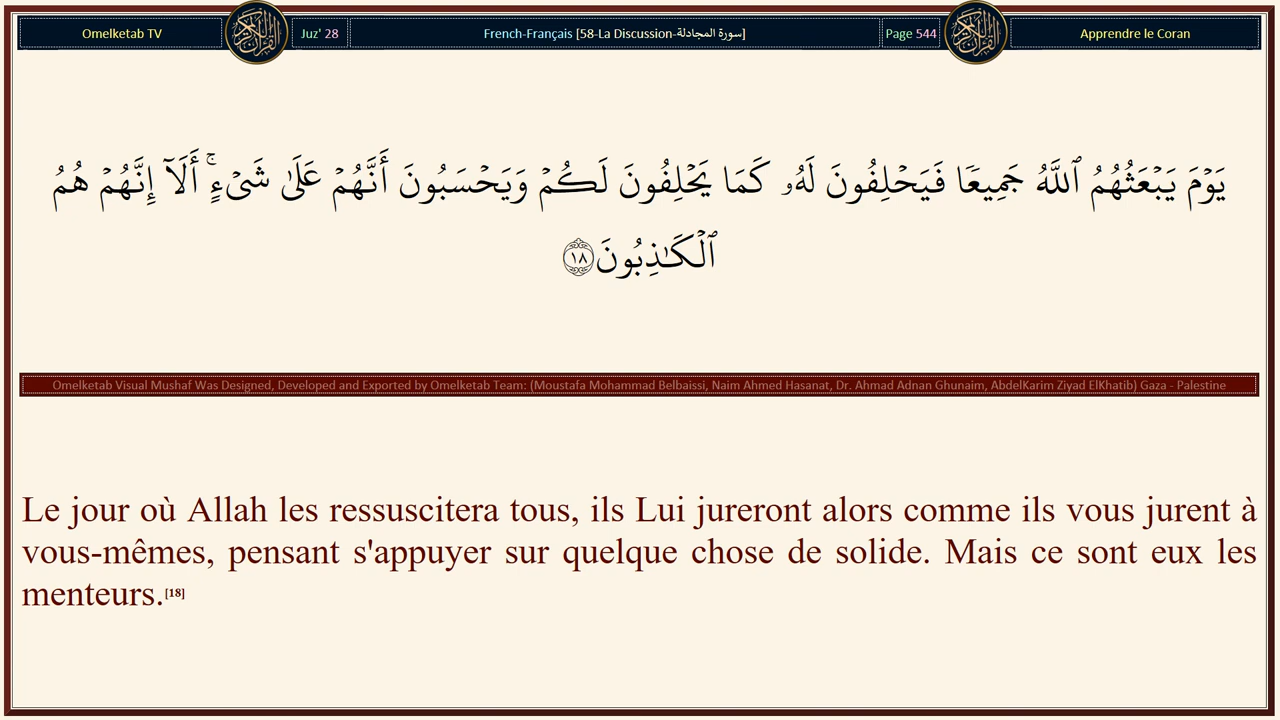 Omelketab TV
Juz' 28
French-Français [58-La Discussion-سورة المجادلة]
Page 544
Apprendre le Coran
يَوۡمَ يَبۡعَثُهُمُ ٱللَّهُ جَمِيعٗا فَيَحۡلِفُونَ لَهُۥ كَمَا يَحۡلِفُونَ لَكُمۡ وَيَحۡسَبُونَ أَنَّهُمۡ عَلَىٰ شَيۡءٍۚ أَلَآ إِنَّهُمۡ هُمُ
ٱلۡكَٰذِبُونَ ١٨
Omelketab Visual Mushaf Was Designed, Developed and Exported by Omelketab Team: (Moustafa Mohammad Belbaissi, Naim Ahmed Hasanat, Dr. Ahmad Adnan Ghunaim, AbdelKarim Ziyad ElKhatib) Gaza - Palestine
Le jour où Allah les ressuscitera tous, ils Lui jureront alors comme ils vous jurent à
vous-mêmes, pensant s'appuyer sur quelque chose de solide. Mais ce sont eux les
menteurs.[18]